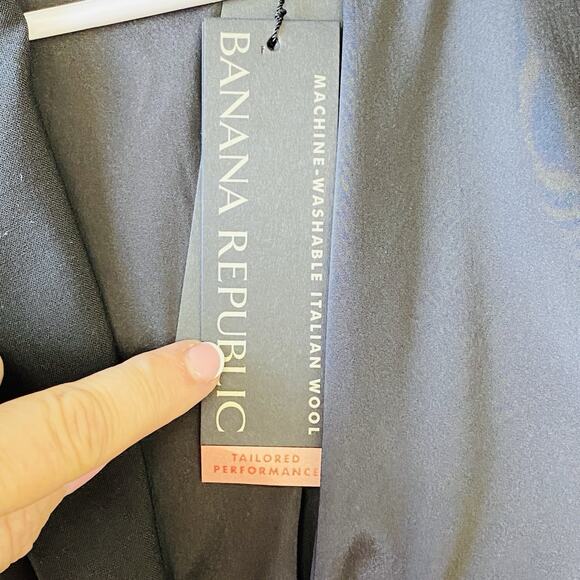 BANANA REPUBLIC
MACHINE-WASHABLE ITALIAN WOOL
TAILORED
PERFORMANCE